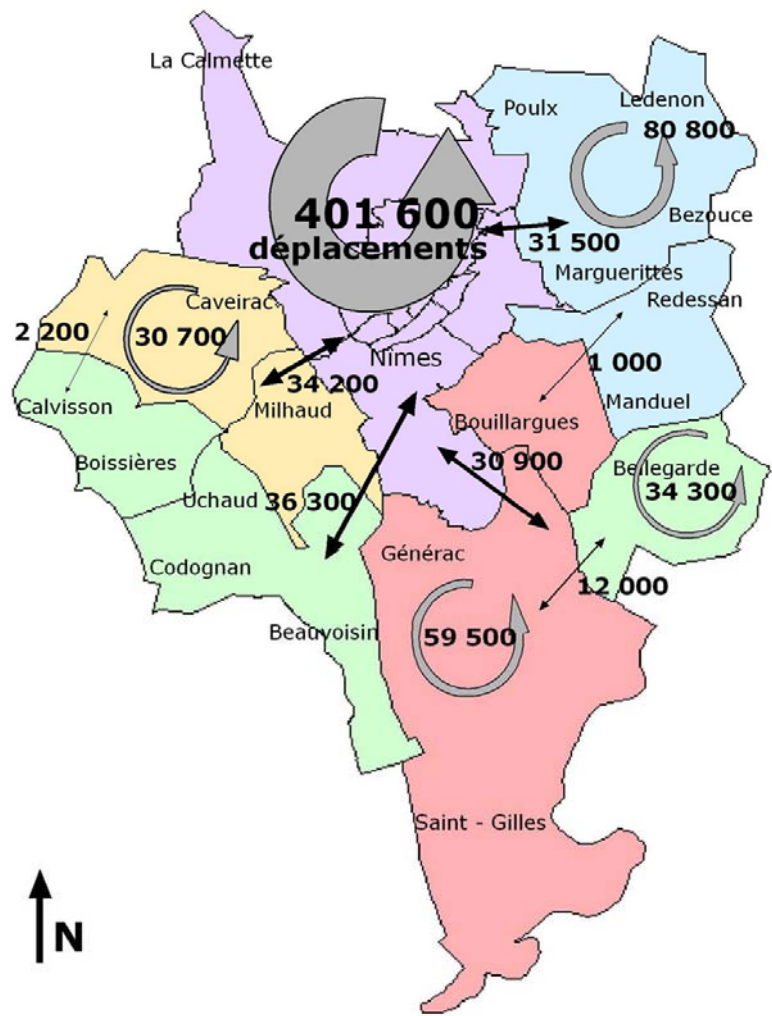 La Calmette
Poulx
Ledenon
80 800
401 600
déplacements
Bezouce
31 500
Marguerittes
Redessan
Caveirac
2 200
30 700
Nîmes
1 000
34 200
Calvisson
Milhaud
Manduel
Bouillargues
Boissières
30 900
Bellegarde
34 300
Uchaud
36 300
Générac
Codognan
12 000
Beauvoisin
59 500
Saint - Gilles
N